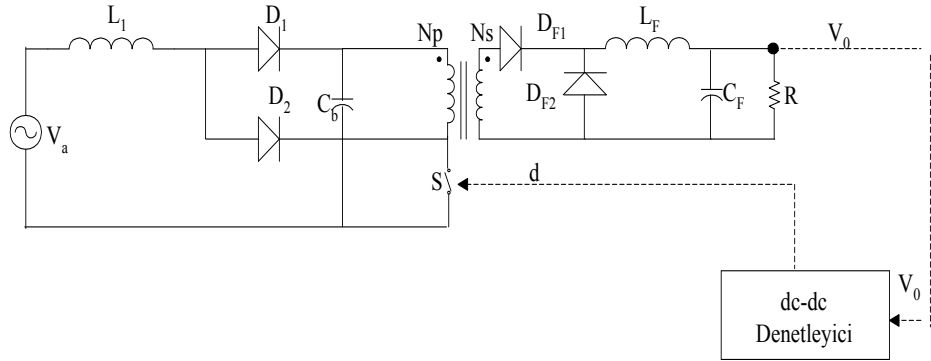 L1
D1
D2
Va
Cb
Np
Ns
DF1
DF2
LF
CF
R
V0
S
d
V0
dc-dc
Denetleyici